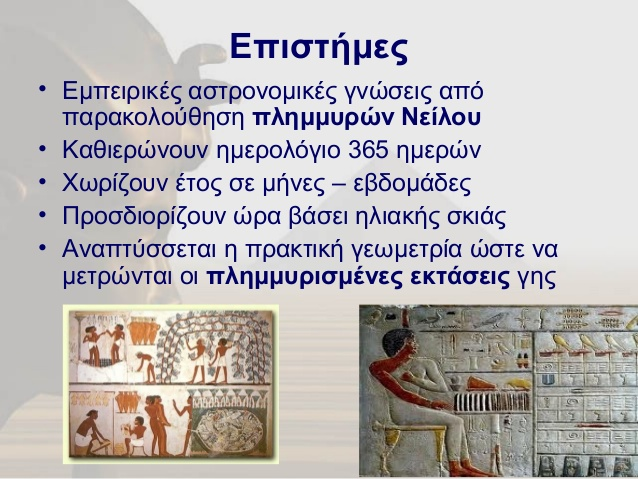 Επιστήμες
• Εμπειρικές αστρονομικές γνώσεις από
παρακολούθηση πλημμυρών Νείλου
• Καθιερώνουν ημερολόγιο 365 ημερών
• Χωρίζουν έτος σε μήνες – εβδομάδες
• Προσδιορίζουν ώρα βάσει ηλιακής σκιάς
• Αναπτύσσεται η πρακτική γεωμετρία ώστε να
μετρώνται οι πλημμυρισμένες εκτάσεις γης